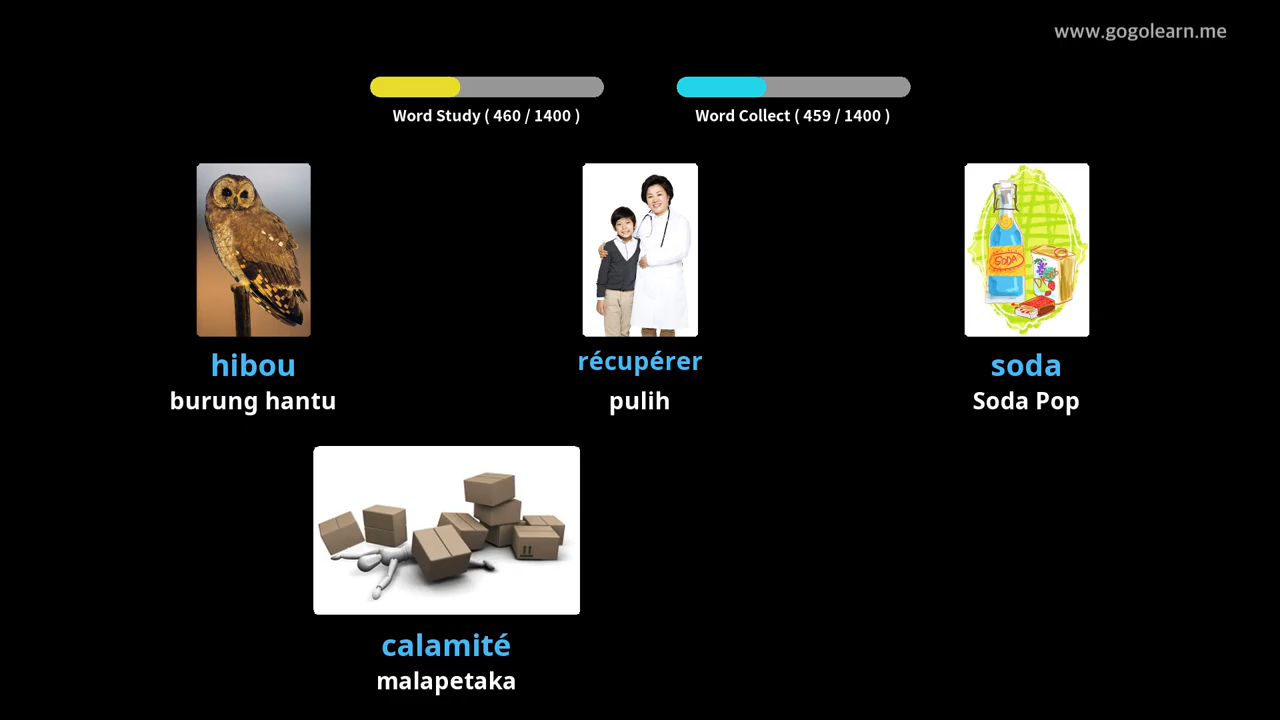 www.gogolearn.me
Word Study ( 460 / 1400 )
Word Collect ( 459 / 1400 )
SODA
hibou
récupérer
soda
burung hantu
pulih
Soda Pop
calamité
malapetaka